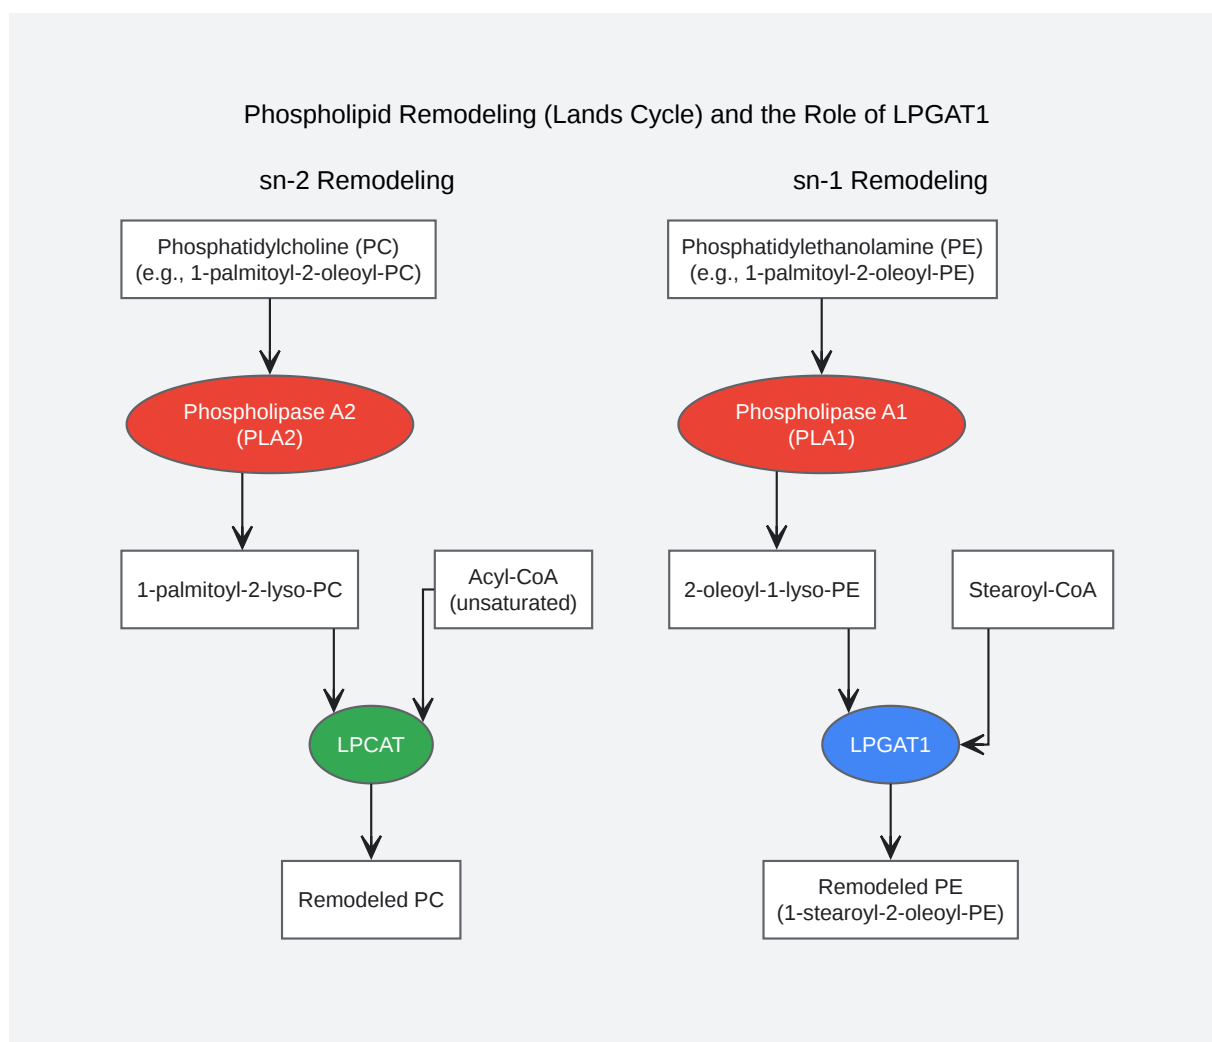 Phospholipid Remodeling (Lands Cycle) and the Role of LPGAT1
sn-2 Remodeling
Phosphatidylcholine (PC)
(e.g., 1-palmitoyl-2-oleoyl-PC)
Phospholipase A2
(PLA2)
1-palmitoyl-2-lyso-PC
Acyl-CoA
(unsaturated)
LPCAT
Remodeled PC
sn-1 Remodeling
Phosphatidylethanolamine (PE)
(e.g., 1-palmitoyl-2-oleoyl-PE)
Phospholipase A1
(PLA1)
2-oleoyl-1-lyso-PE
Stearoyl-CoA
LPGAT1
Remodeled PE
(1-stearoyl-2-oleoyl-PE)